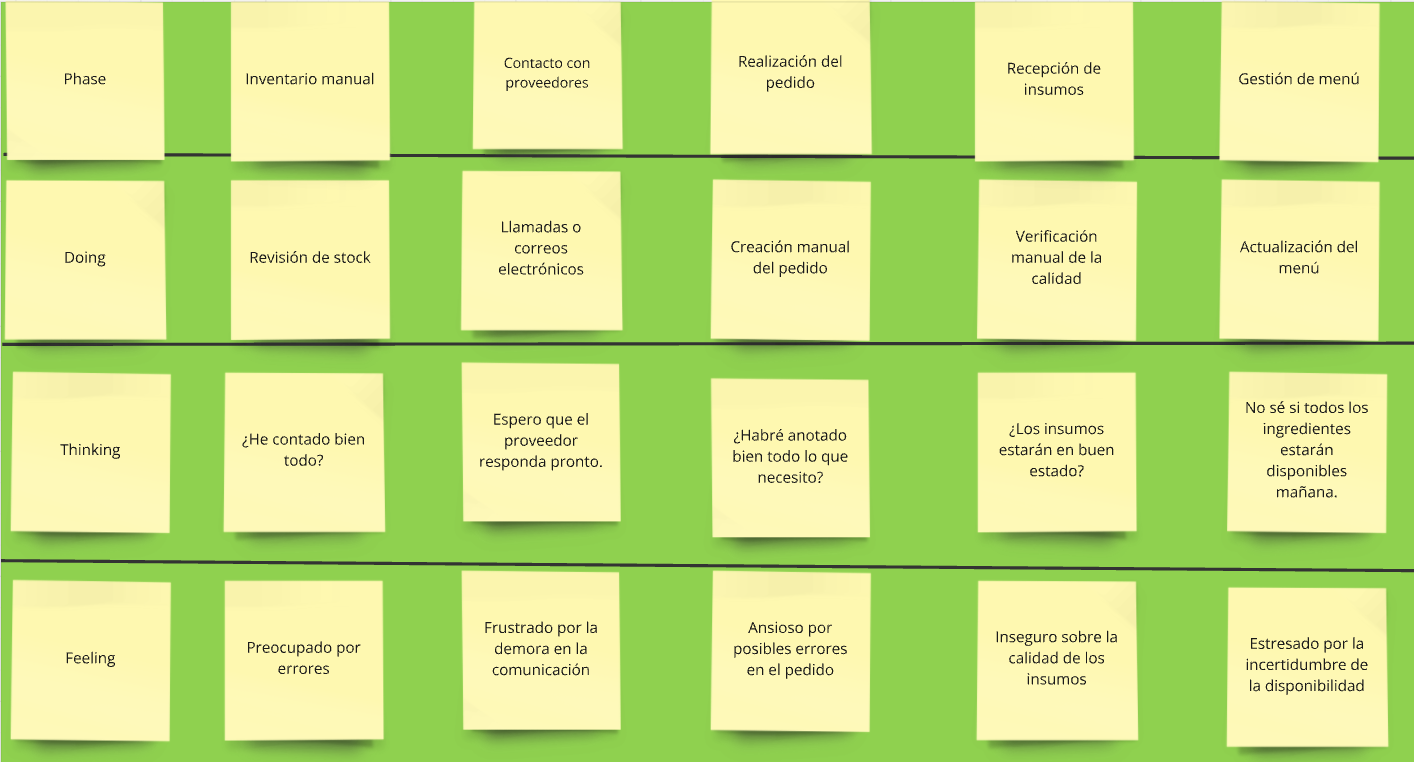 Phase
Inventario manual
Contacto con
proveedores
Realización del
pedido
Recepción de
insumos
Gestión de menú
Doing
Revisión de stock
Llamadas o
correos
electrónicos
Creación manual
del pedido
Verificación
manual de la
calidad
Actualización del
menú
Thinking
¿He contado bien
todo?
Espero que el
proveedor
responda pronto.
¿Habré anotado
bien todo lo que
necesito?
¿Los insumos
estarán en buen
estado?
No sé si todos los
ingredientes
estarán
disponibles
mañana.
Feeling
Preocupado por
errores
Frustrado por la
demora en la
comunicación
Ansioso por
posibles errores
en el pedido
Inseguro sobre la
calidad de los
insumos
Estresado por la
incertidumbre de
la disponibilidad